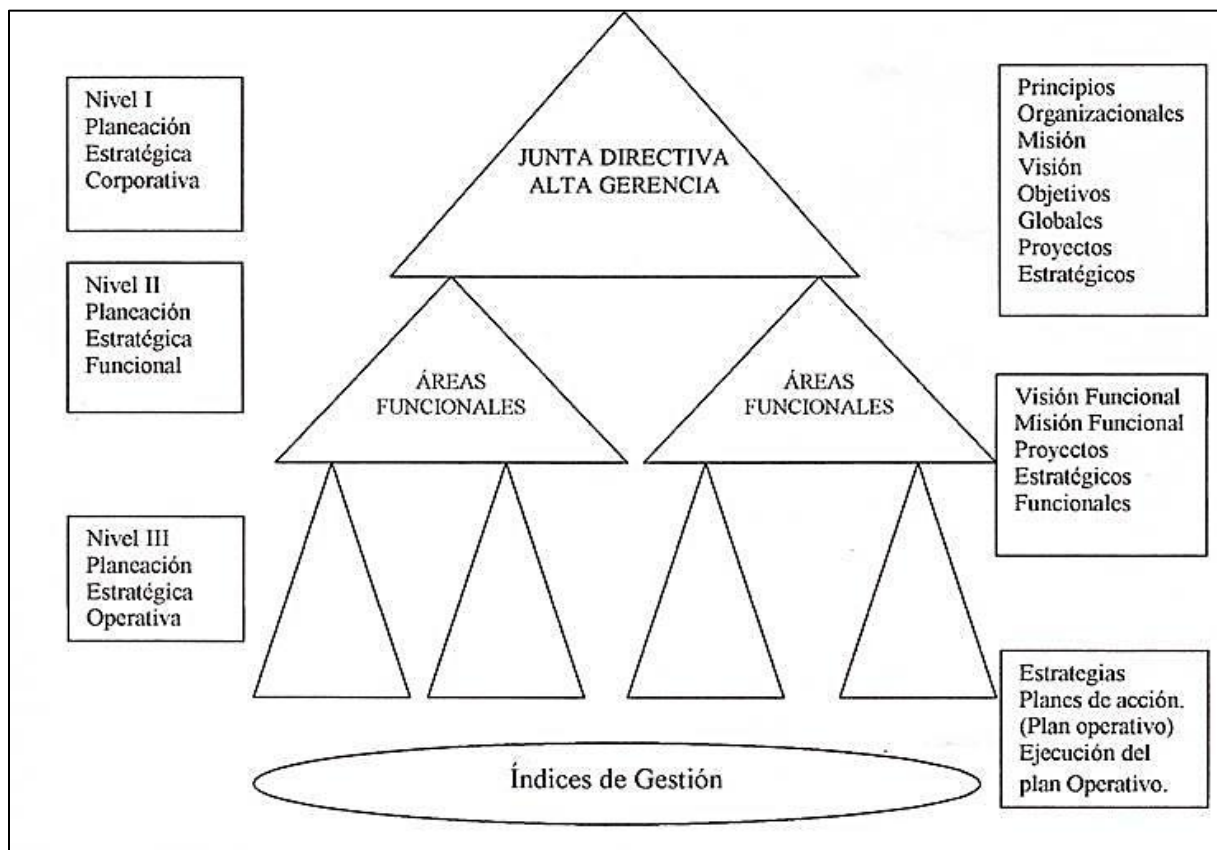 Nivel I
Planeación
Estratégica
Corporativa
JUNTA DIRECTIVA
ALTA GERENCIA
Principios
Organizacionales
Misión
Visión
Objetivos
Globales
Proyectos
Estratégicos
Nivel II
Planeación
Estratégica
Funcional
ÁREAS
FUNCIONALES
ÁREAS
FUNCIONALES
Visión Funcional
Misión Funcional
Proyectos
Estratégicos
Funcionales
Nivel III
Planeación
Estratégica
Operativa
Estrategias
Planes de acción.
(Plan operativo)
Ejecución del
plan Operativo.
Índices de Gestión